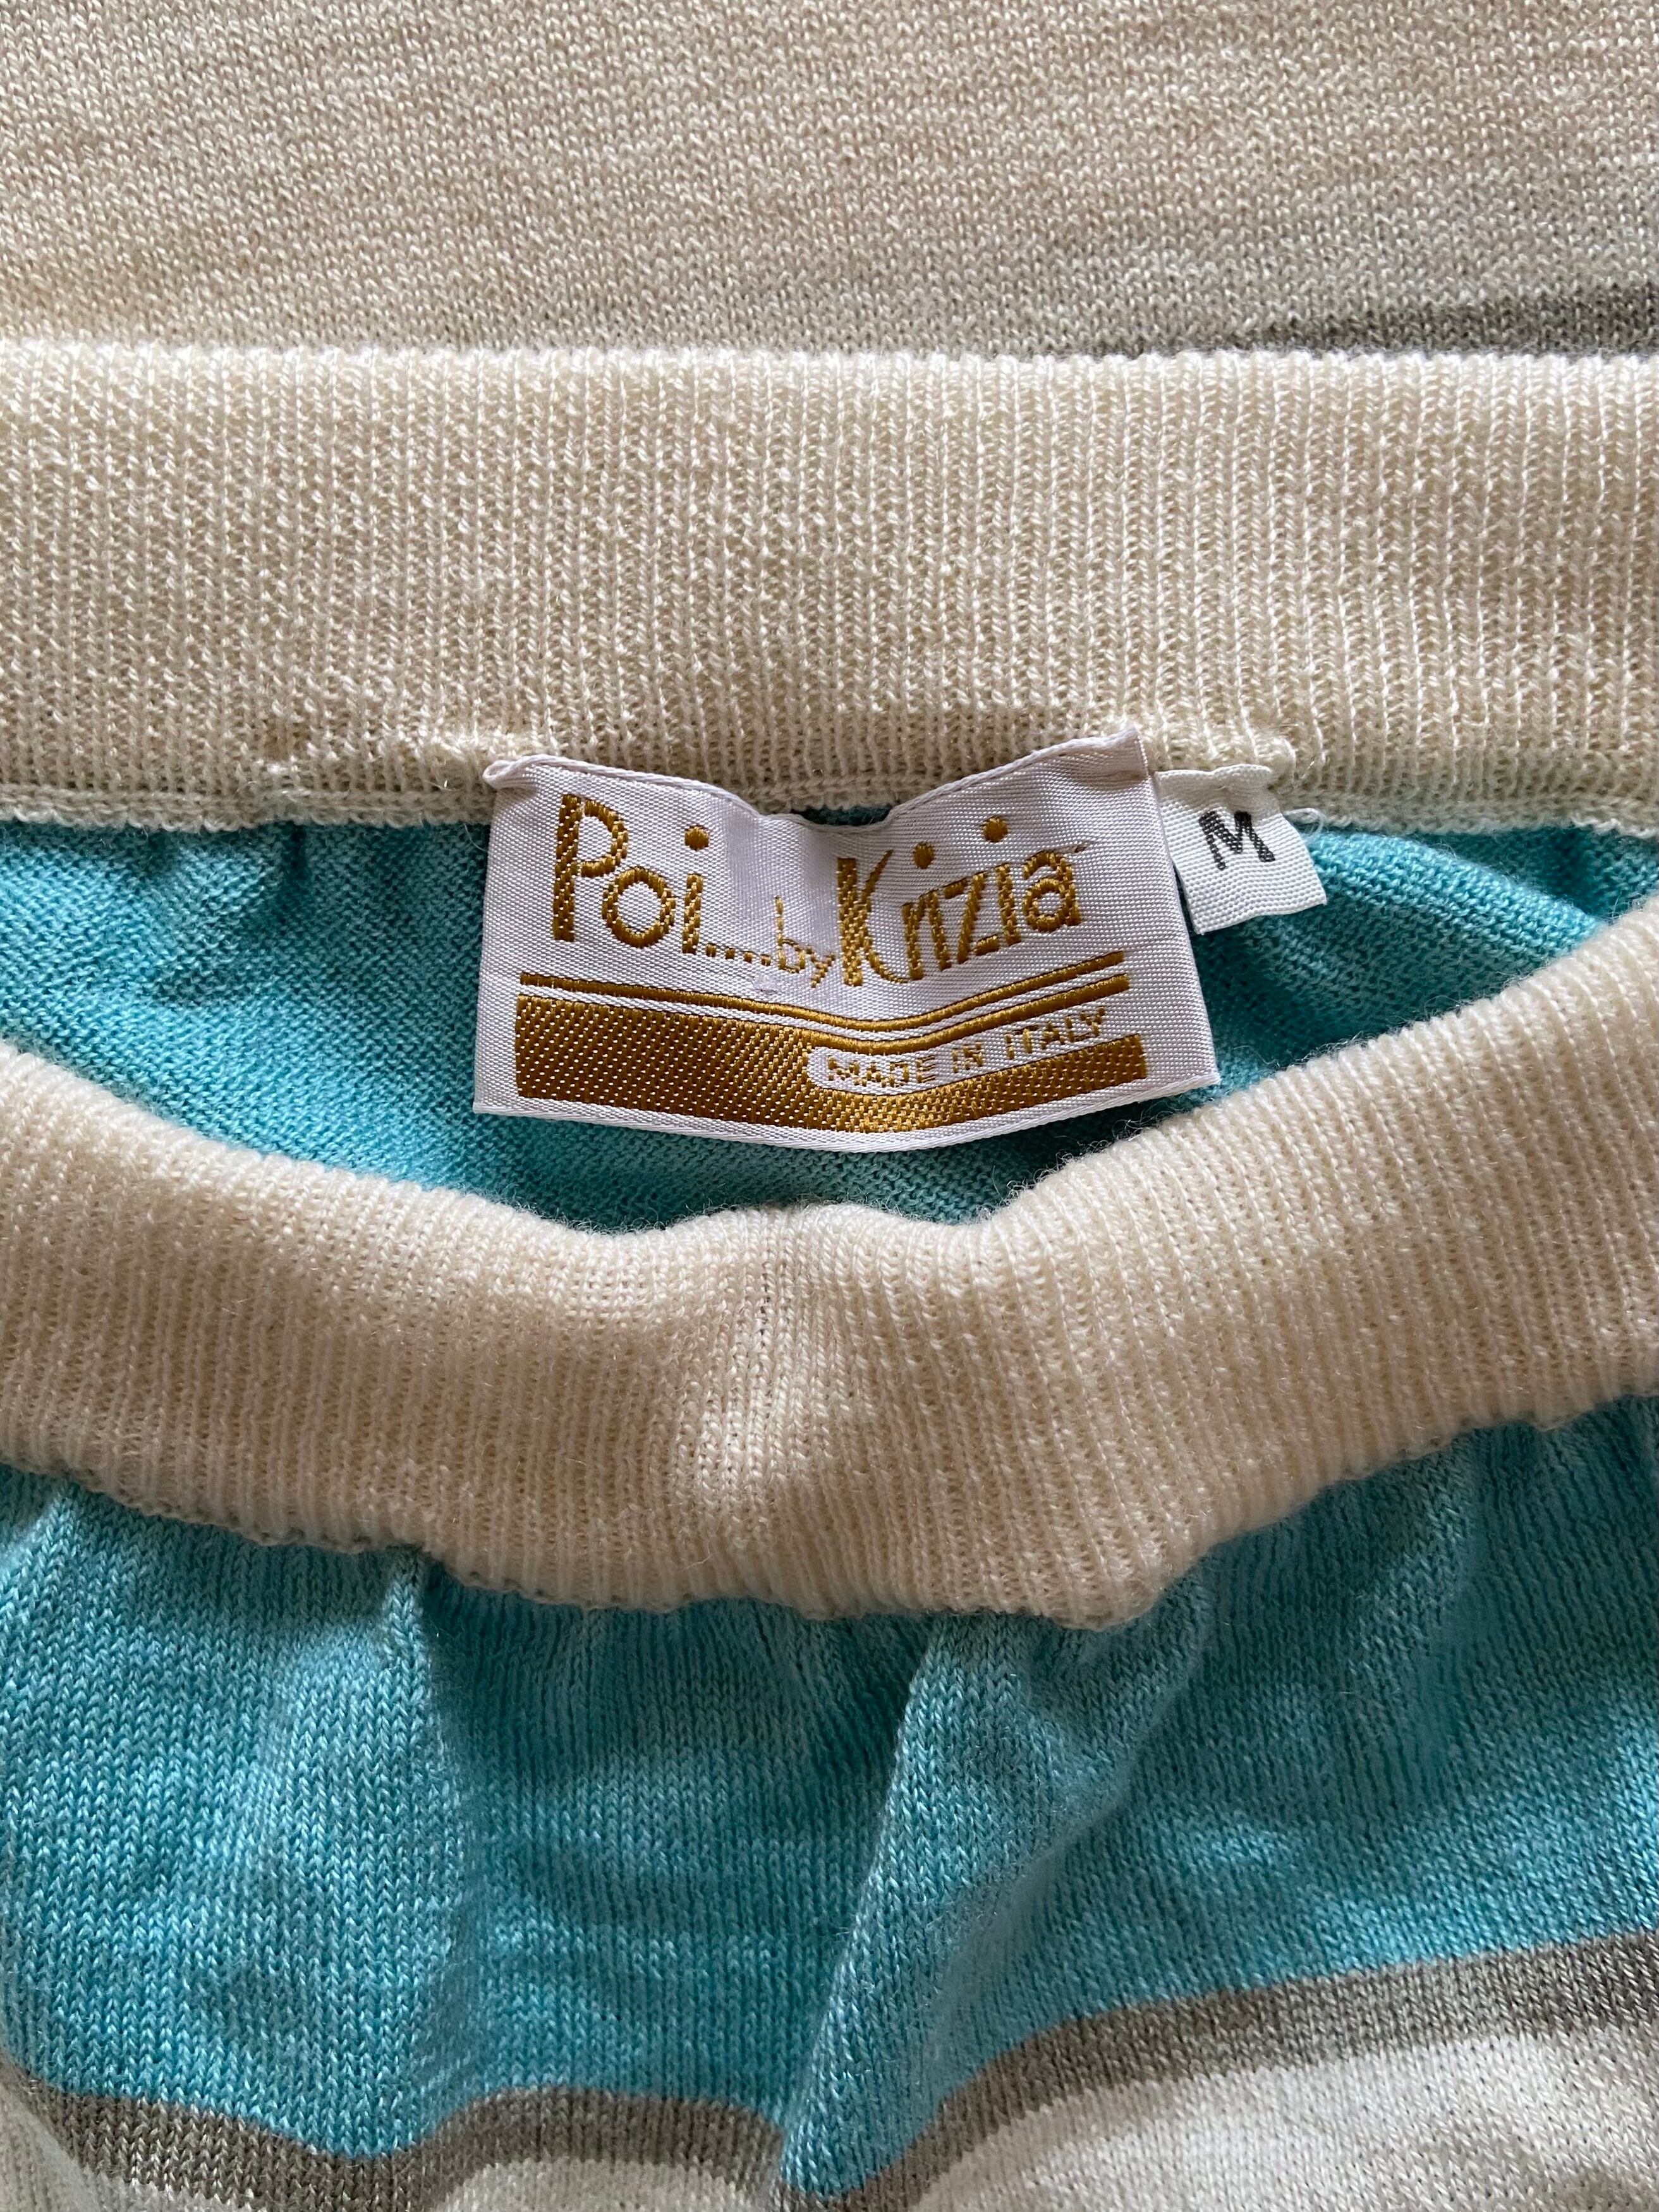 Poi.....by Krizia
MADE IN ITALY
M